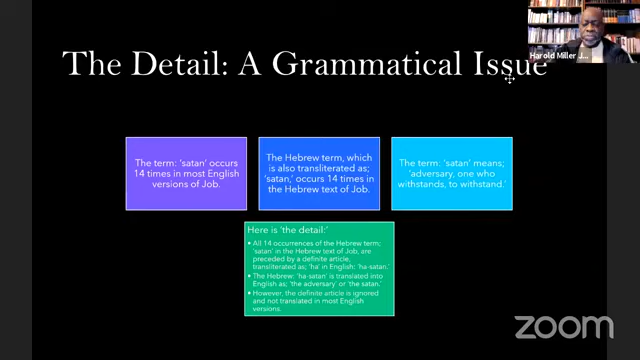 The Detail: A Grammatical Issue
Harold Miller J...
The term: ‘satan’ occurs
14 times in most English
versions of Job.
The Hebrew term, which
is also transliterated as;
‘satan,’ occurs 14 times in
the Hebrew text of Job.
The term: ‘satan’ means;
‘adversary, one who
withstands, to withstand.’
Here is ‘the detail:’
• All 14 occurrences of the Hebrew term;
‘satan’ in the Hebrew text of Job, are
preceded by a definite article,
transliterated as; ‘ha’ in English: ‘ha-satan.’
• The Hebrew: ‘ha-satan’ is translated into
English as; ‘the adversary’ or ‘the satan.’
• However, the definite article is ignored
and not translated in most English
versions.
zoom